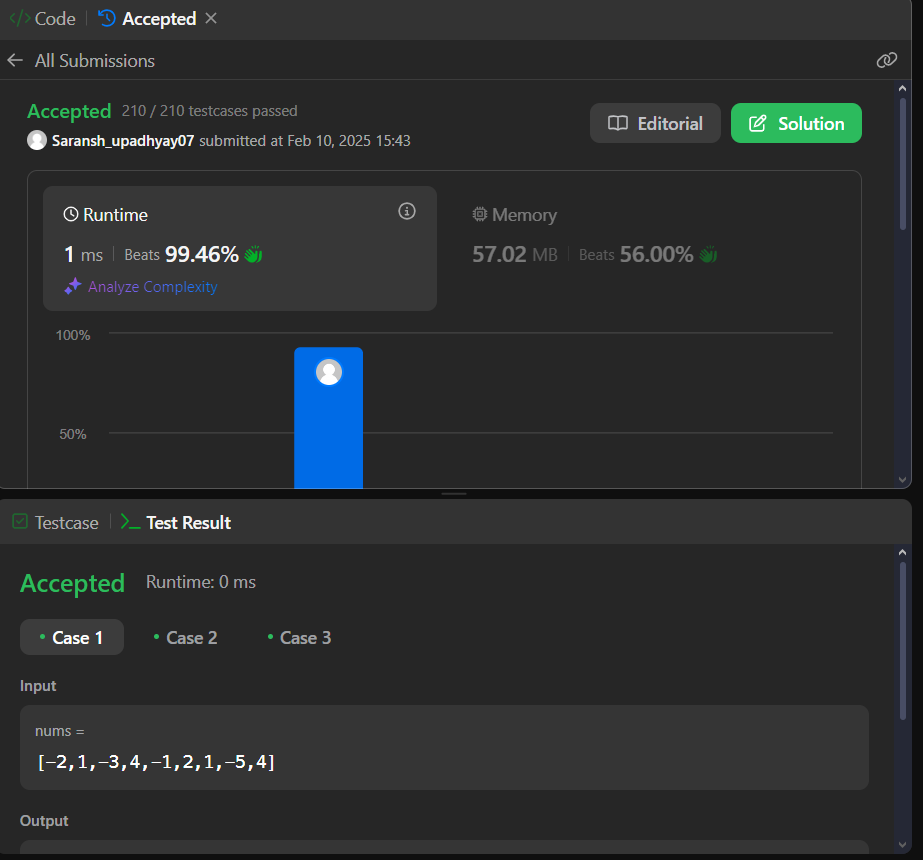 </> Code | Accepted ×
← All Submissions
Accepted 210 / 210 testcases passed
Saransh_upadhyay07 submitted at Feb 10, 2025 15:43
Editorial
Solution
Runtime
1 ms | Beats 99.46%
Analyze Complexity
Memory
57.02 MB | Beats 56.00%
100%
50%
Testcase | >_ Test Result
Accepted Runtime: 0 ms
• Case 1 • Case 2 • Case 3
Input
nums =
[-2,1,-3,4,-1,2,1,-5,4]
Output